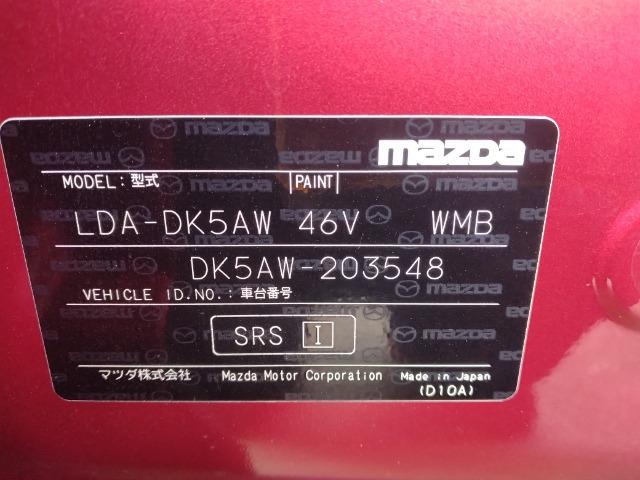 mazda
MODEL:型式 PAINT
LDA-DK5AW 46V WMB
DK5AW-203548
VEHICLE I.D.NO.:車台番号
SRS I
マツダ株式会社 Mazda Motor Corporation Made in Japan
(D10A)